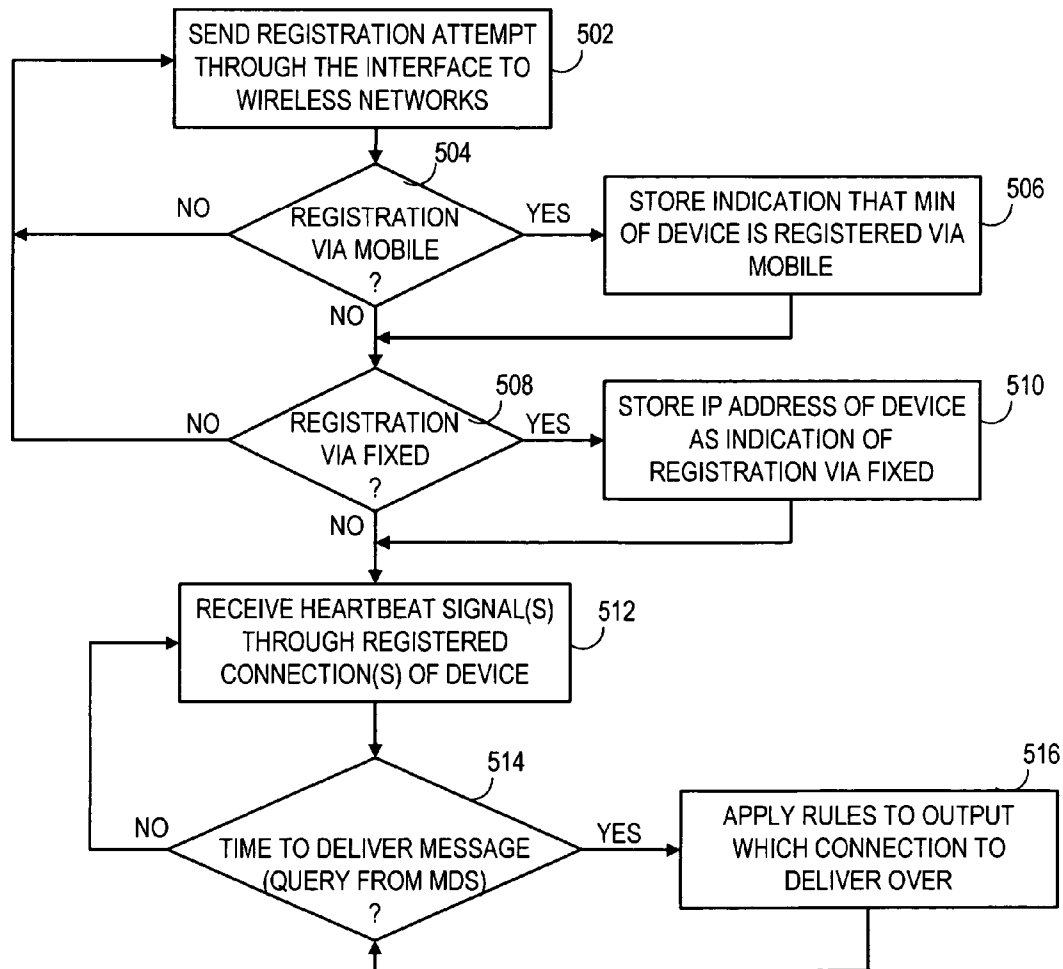 SEND REGISTRATION ATTEMPT
THROUGH THE INTERFACE TO
WIRELESS NETWORKS
502
504
NO
REGISTRATION
VIA MOBILE
?
YES
STORE INDICATION THAT MIN
OF DEVICE IS REGISTERED VIA
MOBILE
506
NO
508
NO
REGISTRATION
VIA FIXED
?
YES
STORE IP ADDRESS OF DEVICE
AS INDICATION OF
REGISTRATION VIA FIXED
510
NO
RECEIVE HEARTBEAT SIGNAL(S)
THROUGH REGISTERED
CONNECTION(S) OF DEVICE
512
514
NO
TIME TO DELIVER MESSAGE
(QUERY FROM MDS)
?
YES
516
APPLY RULES TO OUTPUT
WHICH CONNECTION TO
DELIVER OVER